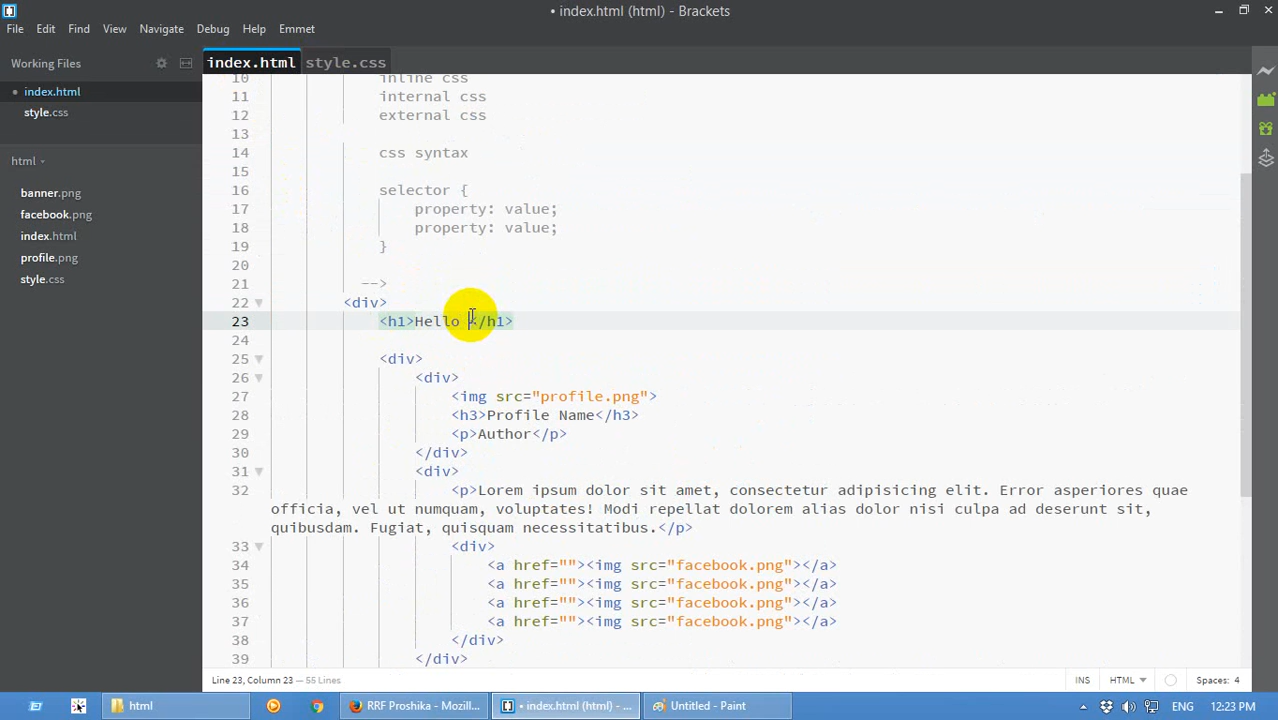 • index.html (html) - Brackets
File Edit Find View Navigate Debug Help Emmet
Working Files
index.html
style.css
html
banner.png
facebook.png
index.html
profile.png
style.css
index.html style.css
10 inline css
11 internal css
12 external css
13
14 css syntax
15
16 selector {
17 property: value;
18 property: value;
19 }
20
21 -->
22 <div>
23 <h1>Hello </h1>
24
25 <div>
26 <div>
27 <img src="profile.png">
28 <h3>Profile Name</h3>
29 <p>Author</p>
30 </div>
31 <div>
32 <p>Lorem ipsum dolor sit amet, consectetur adipisicing elit. Error asperiores quae
officia, vel ut numquam, voluptates! Modi repellat dolorem alias dolor nisi culpa ad deserunt sit,
quibusdam. Fugiat, quisquam necessitatibus.</p>
33 <div>
34 <a href=""><img src="facebook.png"></a>
35 <a href=""><img src="facebook.png"></a>
36 <a href=""><img src="facebook.png"></a>
37 <a href=""><img src="facebook.png"></a>
38 </div>
39 </div>
Line 23, Column 23 — 55 Lines INS HTML Spaces: 4
html RRF Proshika - Mozill... • index.html (html) - ... Untitled - Paint ENG 12:23 PM